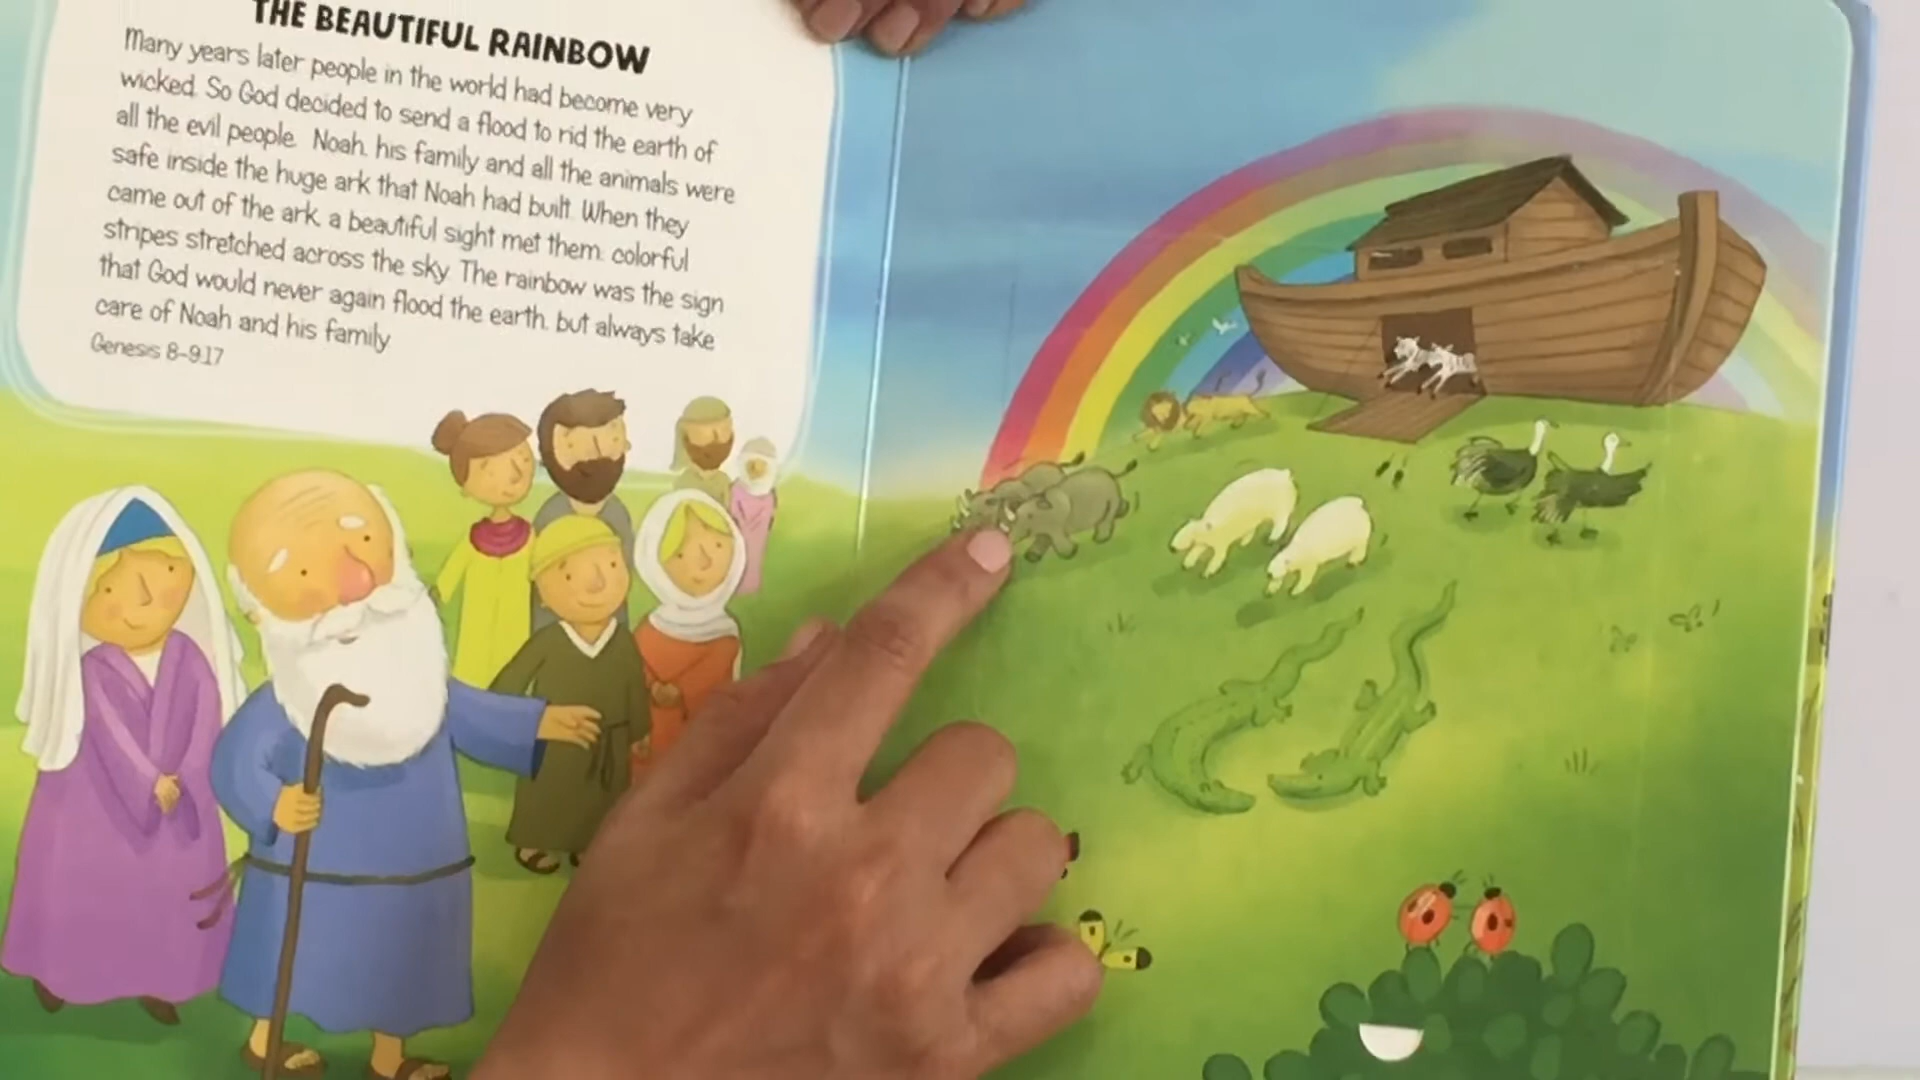 THE BEAUTIFUL RAINBOW
Many years later people in the world had become very
wicked. So God decided to send a flood to rid the earth of
all the evil people. Noah, his family and all the animals were
safe inside the huge ark that Noah had built. When they
came out of the ark, a beautiful sight met them: colorful
stripes stretched across the sky. The rainbow was the sign
that God would never again flood the earth, but always take
care of Noah and his family
Genesis 8-9:17